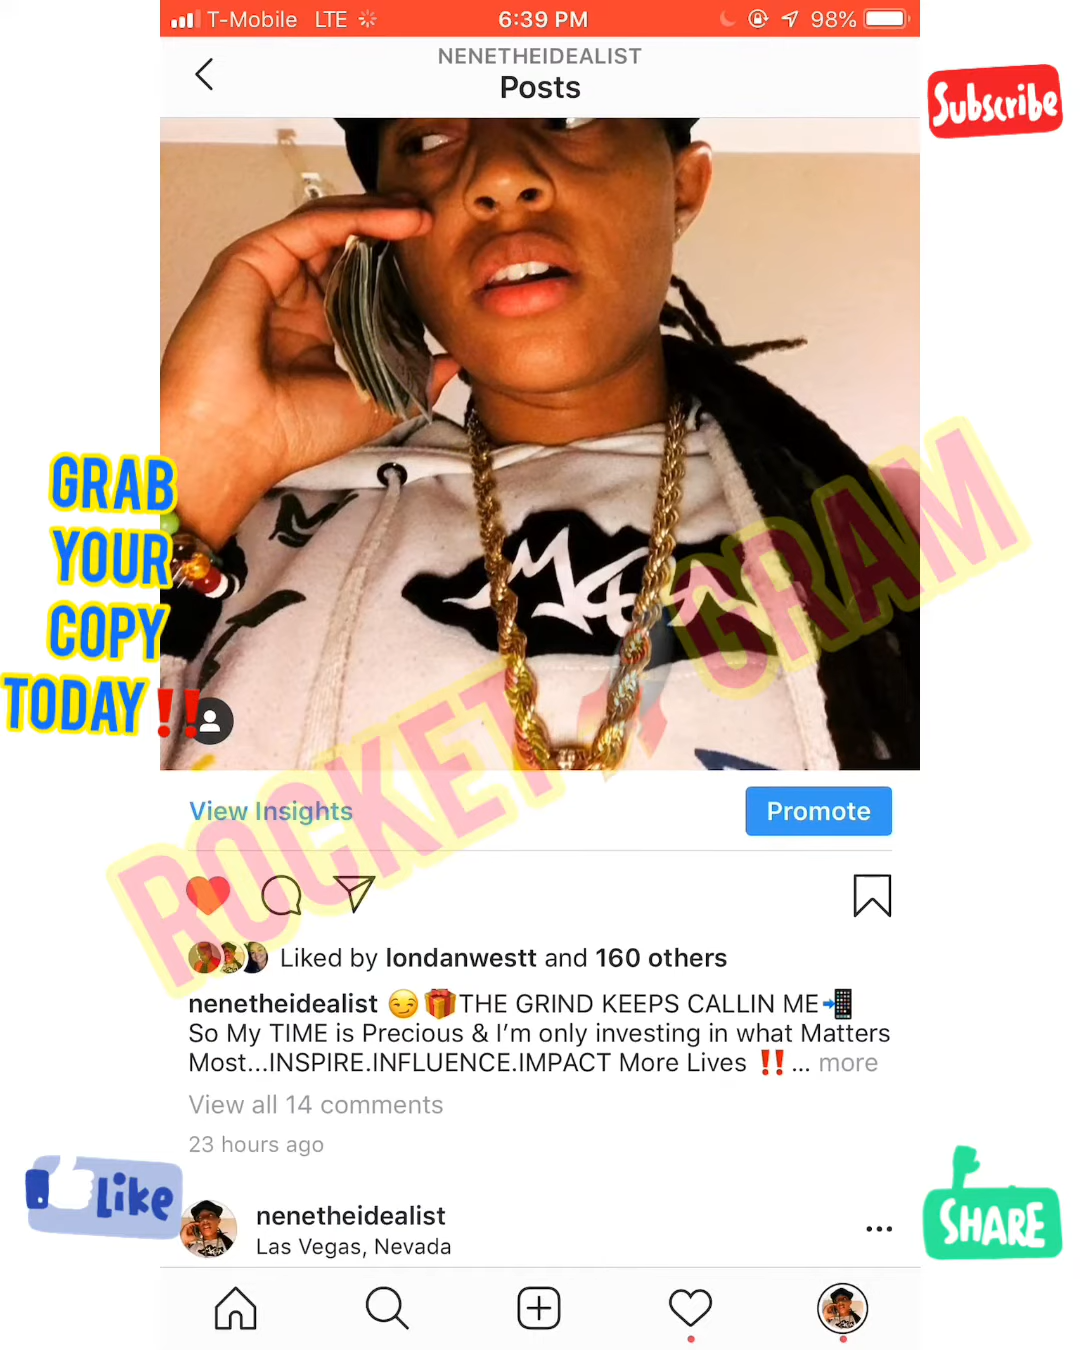 T-Mobile LTE 6:39 PM 98%
NENETHEIDEALIST
Posts
Subscribe
GRAB
YOUR
COPY
TODAY‼️
ROCKET🚀GRAM
View Insights
Promote
Liked by londanwestt and 160 others
nenetheidealist 😏🎁THE GRIND KEEPS CALLIN ME📲
So My TIME is Precious & I’m only investing in what Matters
Most...INSPIRE.INFLUENCE.IMPACT More Lives ‼️... more
View all 14 comments
23 hours ago
Like
nenetheidealist
Las Vegas, Nevada
SHARE